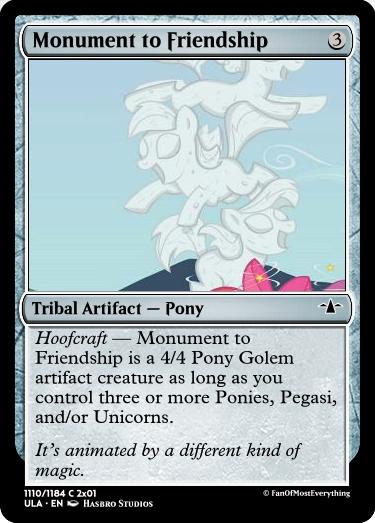 Monument to Friendship 3
Tribal Artifact — Pony
Hoofcraft — Monument to
Friendship is a 4/4 Pony Golem
artifact creature as long as you
control three or more Ponies, Pegasi,
and/or Unicorns.
It's animated by a different kind of
magic.
1110/1184 C 2x01
ULA • EN Hasbro Studios
© FanOfMostEverything